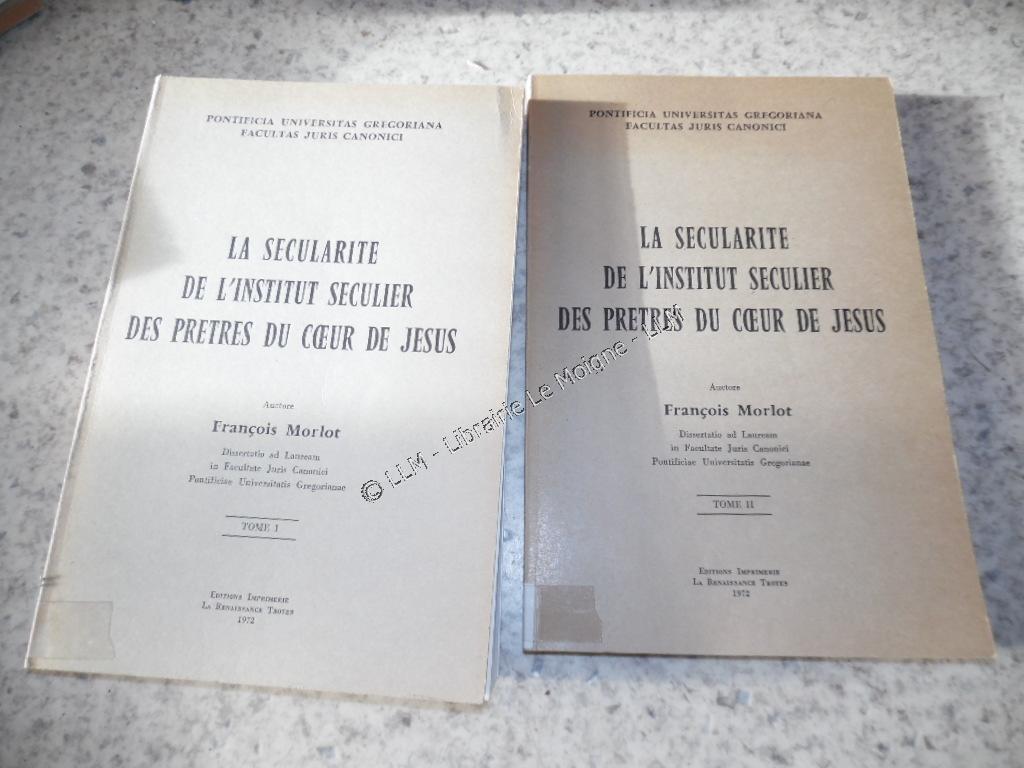 PONTIFICIA UNIVERSITAS GREGORIANA
FACULTAS JURIS CANONICI
LA SECULARITE
DE L'INSTITUT SECULIER
DES PRETRES DU CŒUR DE JESUS
Auctore
François Morlot
Dissertatio ad Lauream
in Facultate Juris Canonici
Pontificiae Universitatis Gregorianae
TOME I
EDITIONS IMPRIMERIE
LA RENAISSANCE TROYES
1972
PONTIFICIA UNIVERSITAS GREGORIANA
FACULTAS JURIS CANONICI
LA SECULARITE
DE L'INSTITUT SECULIER
DES PRETRES DU CŒUR DE JESUS
Auctore
François Morlot
Dissertatio ad Lauream
in Facultate Juris Canonici
Pontificiae Universitatis Gregorianae
TOME II
EDITIONS IMPRIMERIE
LA RENAISSANCE TROYES
1972
© LLM - Librairie Le Moigne - LLM